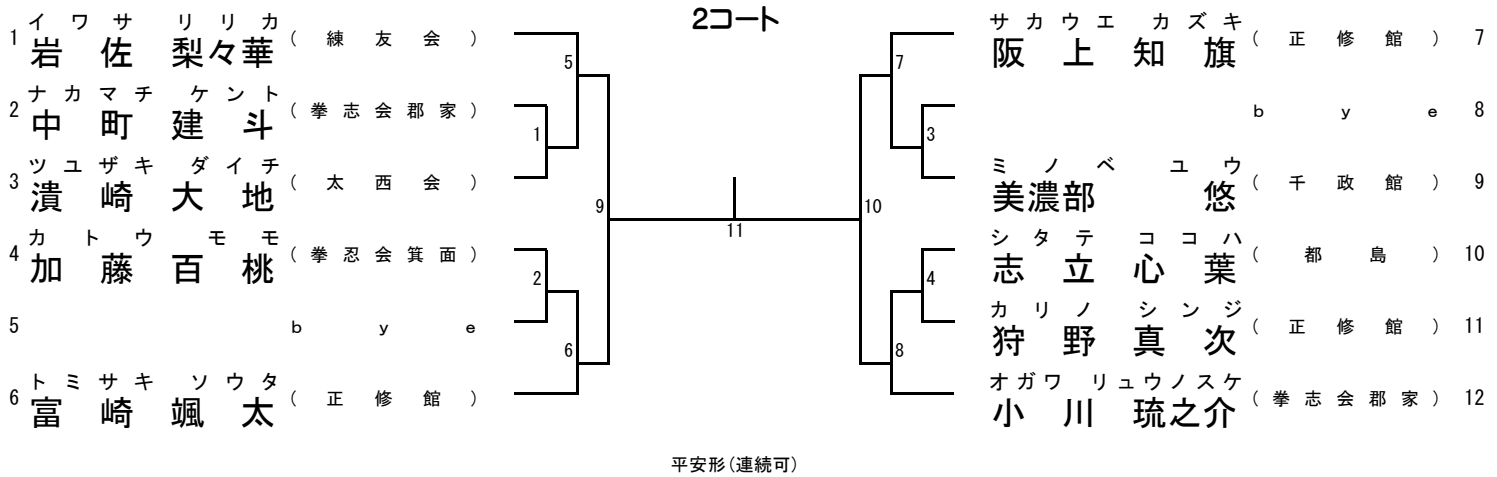 2コート
イワサ リリカ
1 岩佐 梨々華 (練友会)
ナカマチ ケント
2 中町 建斗 (拳志会郡家)
ツユザキ ダイチ
3 潰崎 大地 (太西会)
カトウ モモ
4 加藤 百桃 (拳忍会箕面)
5 bye
トミサキ ソウタ
6 富崎 颯太 (正修館)
5
1
9
2
6
11
7
3
10
4
8
サカウエ カズキ
阪上 知旗 (正修館) 7
bye 8
ミノベ ユウ
美濃部 悠 (千政館) 9
シタテ ココハ
志立 心葉 (都島) 10
カリノ シンジ
狩野 真次 (正修館) 11
オガワ リュウノスケ
小川 琉之介 (拳志会郡家) 12
平安形(連続可)